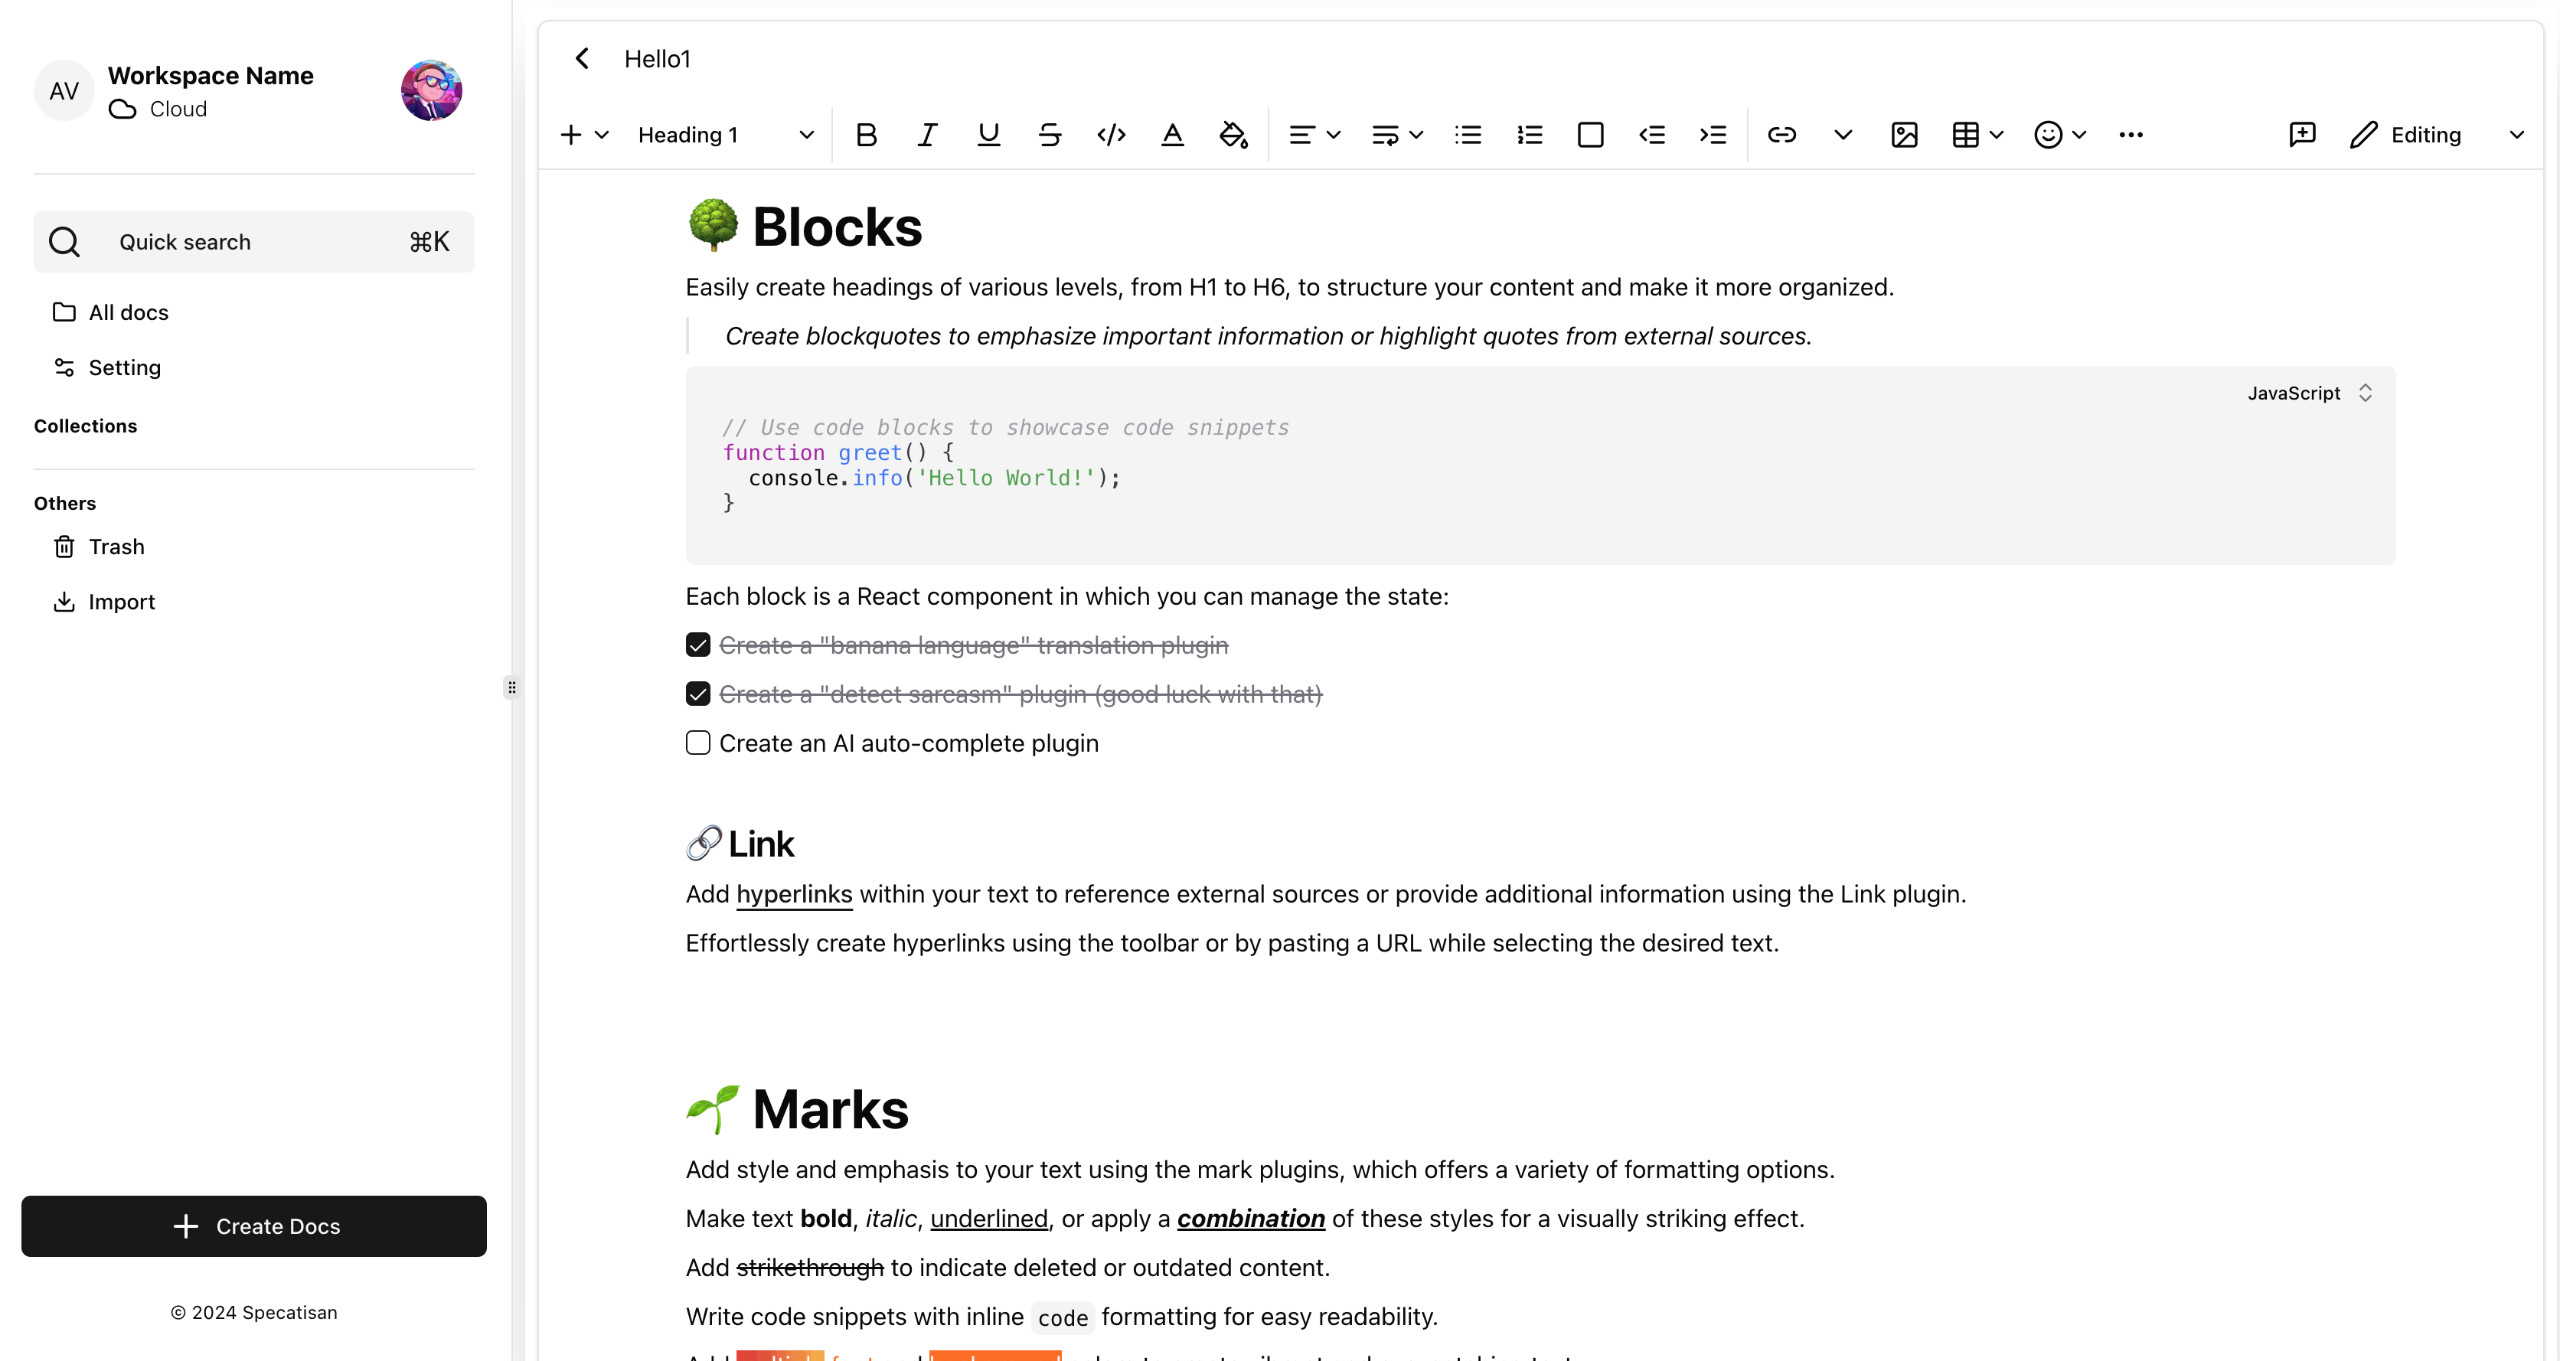 AV
Workspace Name
Cloud
Quick search ⌘K
All docs
Setting
Collections
Others
Trash
Import
Create Docs
© 2024 Specatisan
Hello1
Heading 1
Editing
Blocks
Easily create headings of various levels, from H1 to H6, to structure your content and make it more organized.
Create blockquotes to emphasize important information or highlight quotes from external sources.
JavaScript
// Use code blocks to showcase code snippets
function greet() {
  console.info('Hello World!');
}
Each block is a React component in which you can manage the state:
Create a "banana language" translation plugin
Create a "detect sarcasm" plugin (good luck with that)
Create an AI auto-complete plugin
Link
Add hyperlinks within your text to reference external sources or provide additional information using the Link plugin.
Effortlessly create hyperlinks using the toolbar or by pasting a URL while selecting the desired text.
Marks
Add style and emphasis to your text using the mark plugins, which offers a variety of formatting options.
Make text bold, italic, underlined, or apply a combination of these styles for a visually striking effect.
Add strikethrough to indicate deleted or outdated content.
Write code snippets with inline code formatting for easy readability.